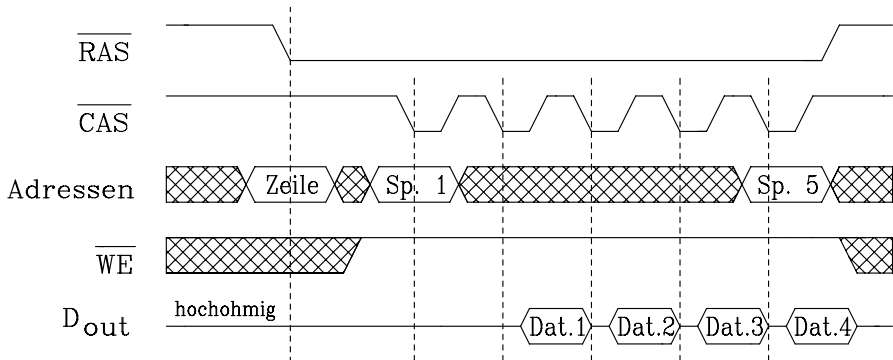 RAS
CAS
Adressen Zeile Sp. 1 Sp. 5
WE
Dout hochohmig Dat.1 Dat.2 Dat.3 Dat.4